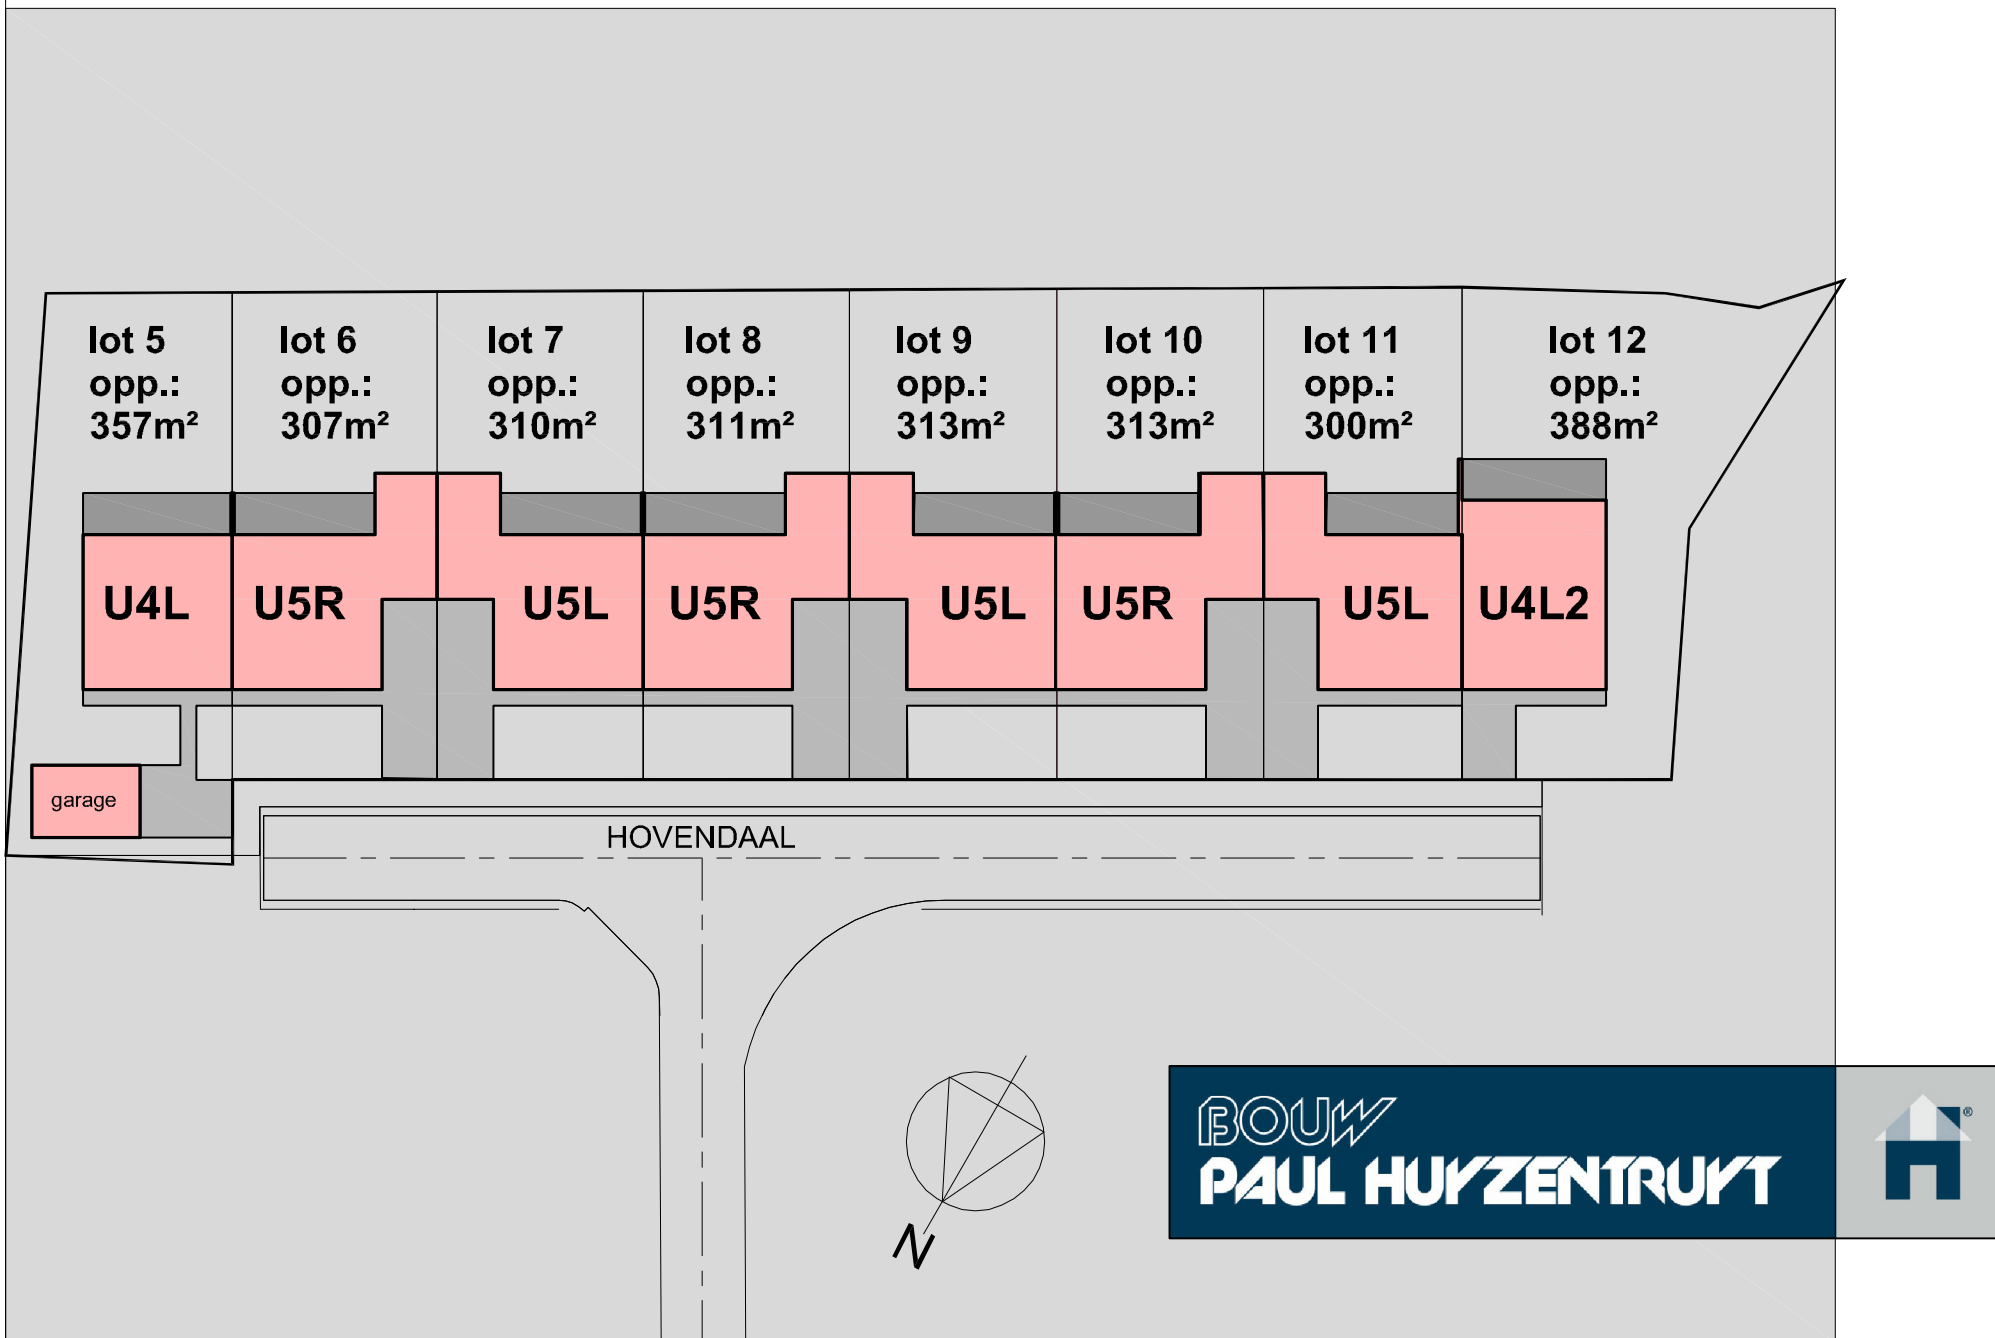 lot 5
opp.:
357m²
lot 6
opp.:
307m²
lot 7
opp.:
310m²
lot 8
opp.:
311m²
lot 9
opp.:
313m²
lot 10
opp.:
313m²
lot 11
opp.:
300m²
lot 12
opp.:
388m²
U4L
U5R
U5L
U5R
U5L
U5R
U5L
U4L2
garage
HOVENDAAL
N
BOUW
PAUL HUYZENTRUYT
®